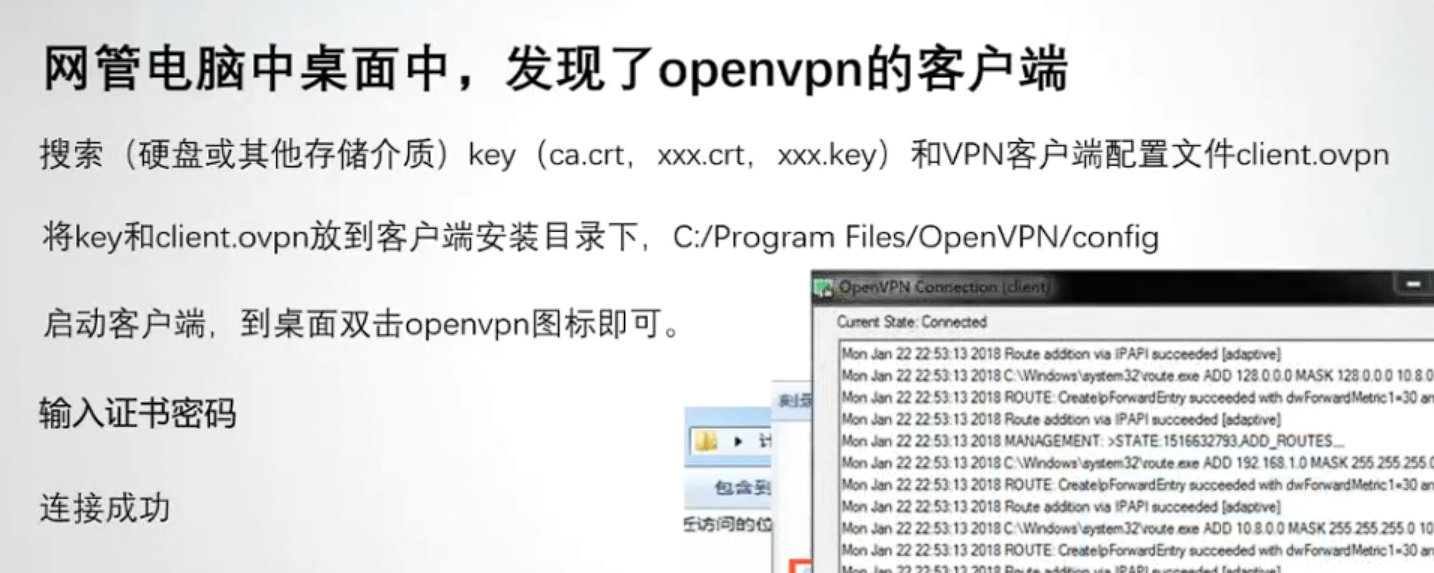 网管电脑中桌面中，发现了openvpn的客户端
搜索（硬盘或其他存储介质）key（ca.crt，xxx.crt，xxx.key）和VPN客户端配置文件client.ovpn
将key和client.ovpn放到客户端安装目录下，C:/Program Files/OpenVPN/config
启动客户端，到桌面双击openvpn图标即可。
输入证书密码
连接成功
OpenVPN Connection (client)
Current State: Connected
Mon Jan 22 22:53:13 2018 Route addition via IPAPI succeeded [adaptive]
Mon Jan 22 22:53:13 2018 C:\Windows\system32\route.exe ADD 128.0.0.0 MASK 128.0.0.0 10.8.0
Mon Jan 22 22:53:13 2018 ROUTE: CreateIpForwardEntry succeeded with dwForwardMetric1=30 an
Mon Jan 22 22:53:13 2018 Route addition via IPAPI succeeded [adaptive]
Mon Jan 22 22:53:13 2018 MANAGEMENT: >STATE:1516632793,ADD_ROUTES,,,
Mon Jan 22 22:53:13 2018 C:\Windows\system32\route.exe ADD 192.168.1.0 MASK 255.255.255.0
Mon Jan 22 22:53:13 2018 ROUTE: CreateIpForwardEntry succeeded with dwForwardMetric1=30 an
Mon Jan 22 22:53:13 2018 Route addition via IPAPI succeeded [adaptive]
Mon Jan 22 22:53:13 2018 C:\Windows\system32\route.exe ADD 10.8.0.0 MASK 255.255.255.0 10
Mon Jan 22 22:53:13 2018 ROUTE: CreateIpForwardEntry succeeded with dwForwardMetric1=30 an
Mon Jan 22 22:53:13 2018 Route addition via IPAPI succeeded [adaptive]
刻录
计
包含到
访问的位